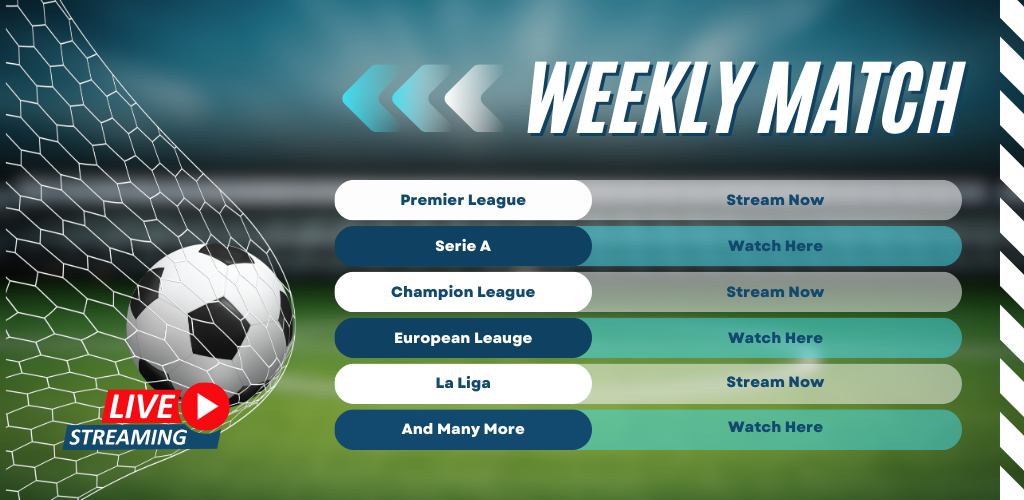 WEEKLY MATCH
Premier League Stream Now
Serie A Watch Here
Champion League Stream Now
European Leauge Watch Here
La Liga Stream Now
And Many More Watch Here
LIVE
STREAMING